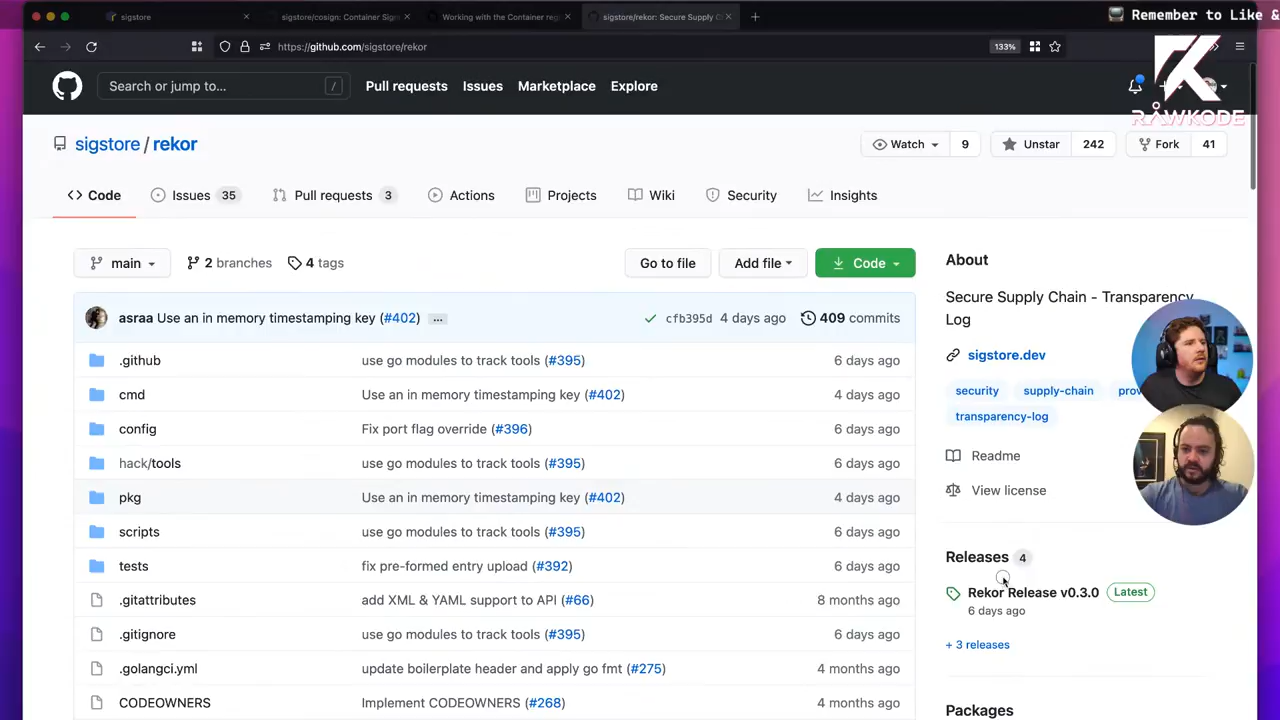 sigstore
sigstore/cosign: Container Sign
Working with the Container regi
sigstore/rekor: Secure Supply C
Remember to Like &
https://github.com/sigstore/rekor
133%
Search or jump to...
/
Pull requests
Issues
Marketplace
Explore
RAWKODE
sigstore / rekor
Watch
9
Unstar
242
Fork
41
Code
Issues 35
Pull requests 3
Actions
Projects
Wiki
Security
Insights
main
2 branches
4 tags
Go to file
Add file
Code
asraa Use an in memory timestamping key (#402) ...
cfb395d 4 days ago
409 commits
.github use go modules to track tools (#395) 6 days ago
cmd Use an in memory timestamping key (#402) 4 days ago
config Fix port flag override (#396) 6 days ago
hack/tools use go modules to track tools (#395) 6 days ago
pkg Use an in memory timestamping key (#402) 4 days ago
scripts use go modules to track tools (#395) 6 days ago
tests fix pre-formed entry upload (#392) 6 days ago
.gitattributes add XML & YAML support to API (#66) 8 months ago
.gitignore use go modules to track tools (#395) 6 days ago
.golangci.yml update boilerplate header and apply go fmt (#275) 4 months ago
CODEOWNERS Implement CODEOWNERS (#268) 4 months ago
About
Secure Supply Chain - Transparency
Log
sigstore.dev
security
supply-chain
prov
transparency-log
Readme
View license
Releases 4
Rekor Release v0.3.0 Latest
6 days ago
+ 3 releases
Packages